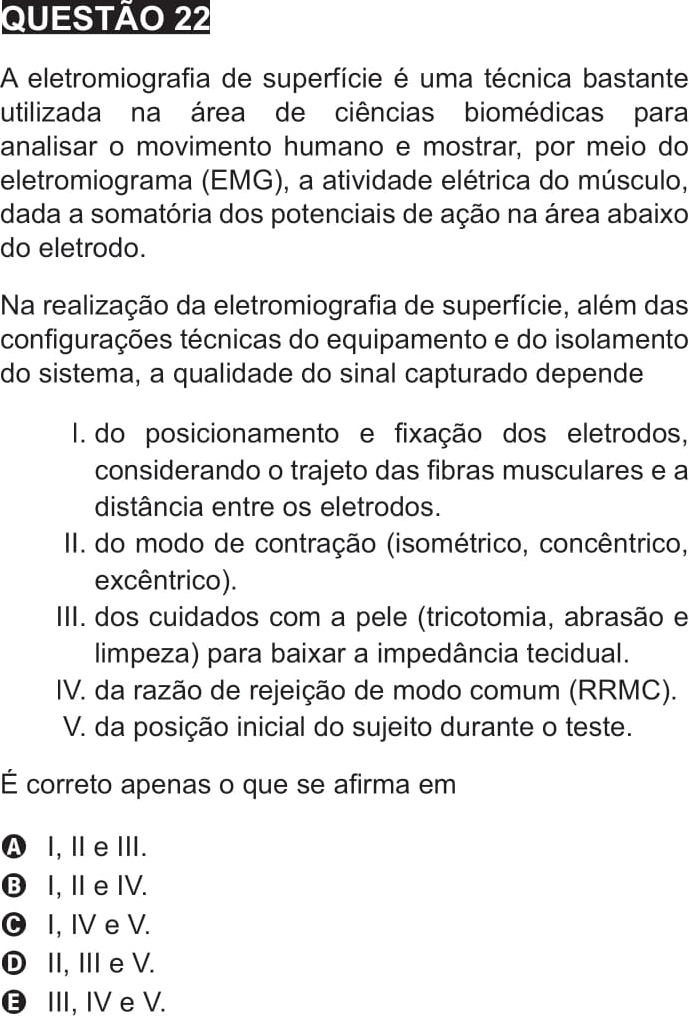 QUESTÃO 22
A eletromiografia de superfície é uma técnica bastante
utilizada na área de ciências biomédicas para
analisar o movimento humano e mostrar, por meio do
eletromiograma (EMG), a atividade elétrica do músculo,
dada a somatória dos potenciais de ação na área abaixo
do eletrodo.
Na realização da eletromiografia de superfície, além das
configurações técnicas do equipamento e do isolamento
do sistema, a qualidade do sinal capturado depende
I. do posicionamento e fixação dos eletrodos,
considerando o trajeto das fibras musculares e a
distância entre os eletrodos.
II. do modo de contração (isométrico, concêntrico,
excêntrico).
III. dos cuidados com a pele (tricotomia, abrasão e
limpeza) para baixar a impedância tecidual.
IV. da razão de rejeição de modo comum (RRMC).
V. da posição inicial do sujeito durante o teste.
É correto apenas o que se afirma em
A I, II e III.
B I, II e IV.
C I, IV e V.
D II, III e V.
E III, IV e V.